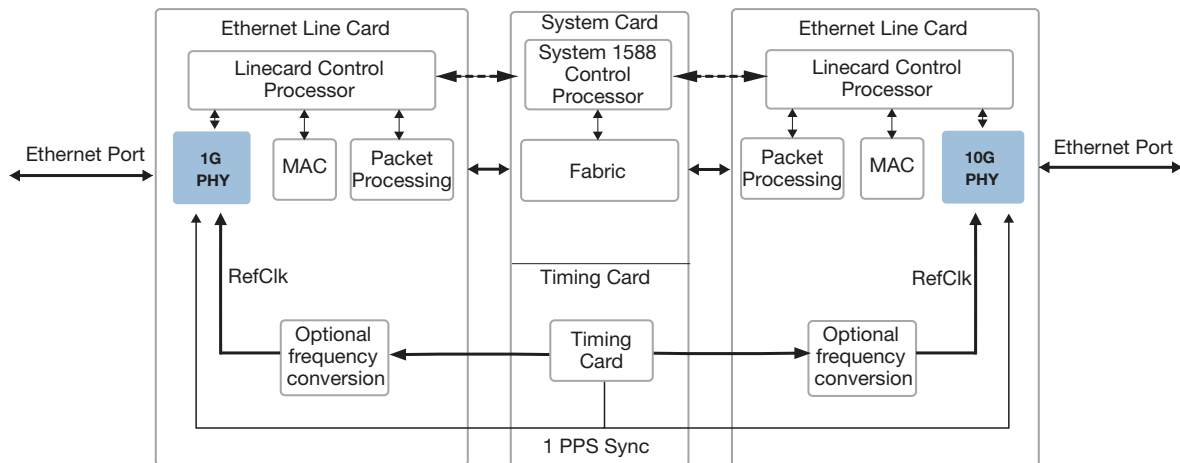 Ethernet Line Card
Linecard Control
Processor
1G
PHY
MAC
Packet
Processing
Ethernet Port
RefClk
Optional
frequency
conversion
System Card
System 1588
Control
Processor
Fabric
Timing Card
Timing
Card
1 PPS Sync
Ethernet Line Card
Linecard Control
Processor
Packet
Processing
MAC
10G
PHY
Ethernet Port
RefClk
Optional
frequency
conversion